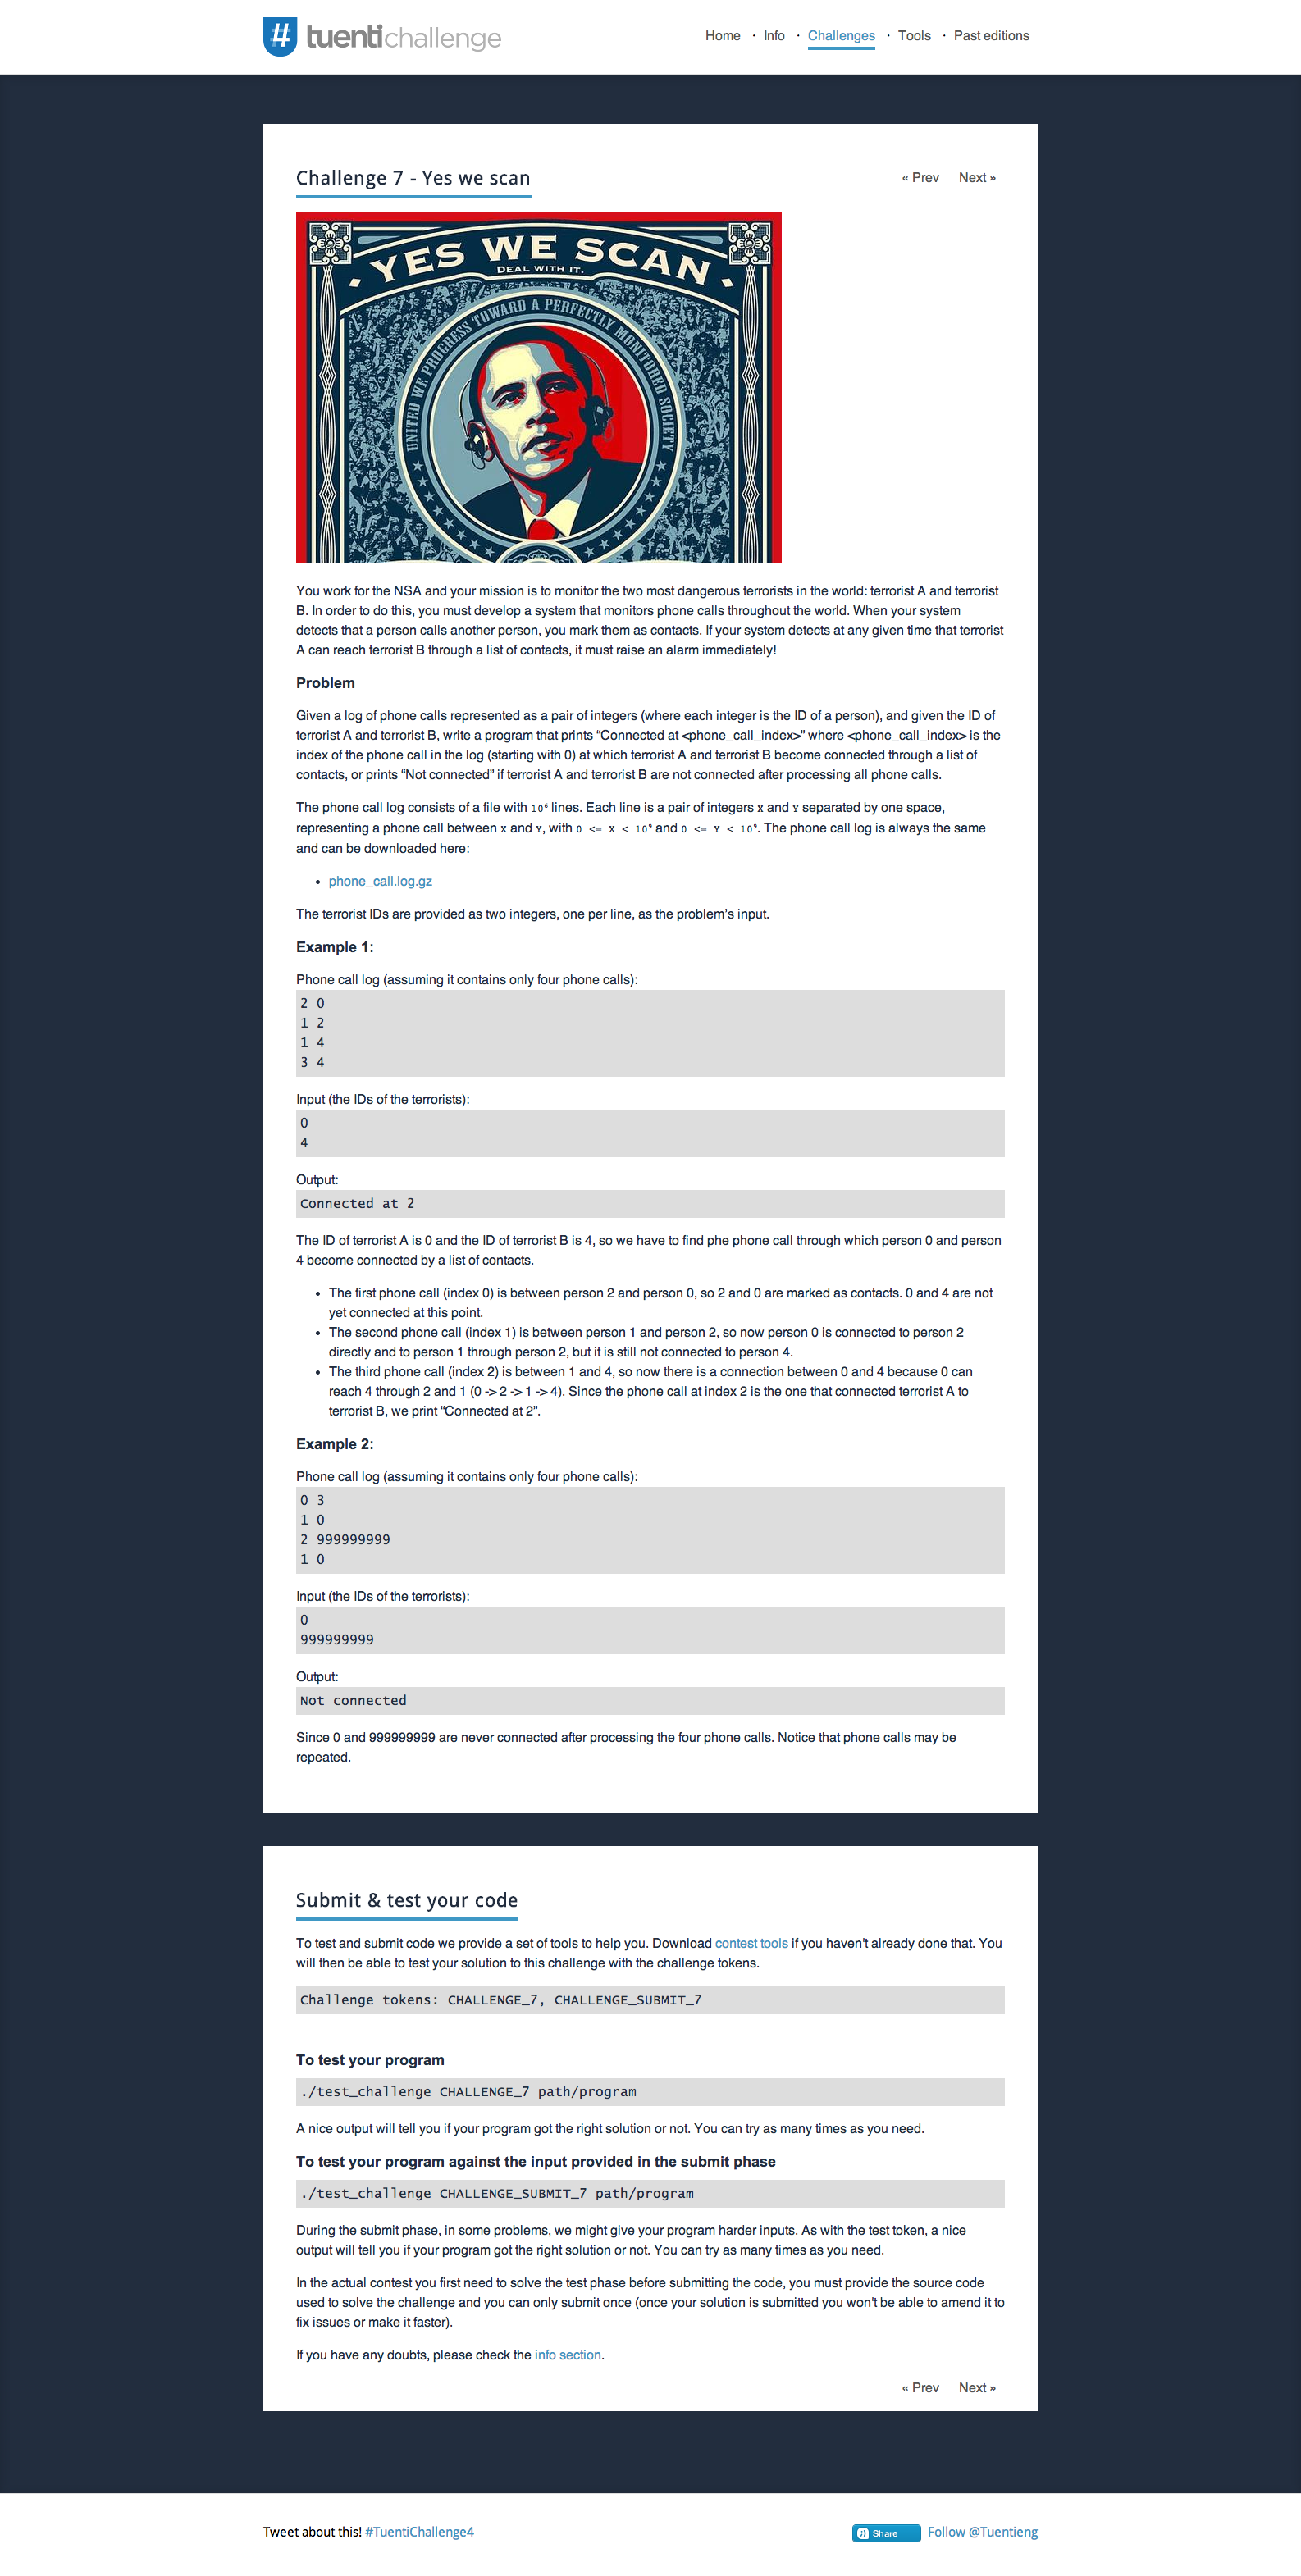 # tuentichallenge
Home · Info · Challenges · Tools · Past editions
Challenge 7 - Yes we scan
« Prev Next »
YES WE SCAN
DEAL WITH IT.
UNITED WE PROGRESS TOWARD A PERFECTLY MONITORED SOCIETY
You work for the NSA and your mission is to monitor the two most dangerous terrorists in the world: terrorist A and terrorist
B. In order to do this, you must develop a system that monitors phone calls throughout the world. When your system
detects that a person calls another person, you mark them as contacts. If your system detects at any given time that terrorist
A can reach terrorist B through a list of contacts, it must raise an alarm immediately!
Problem
Given a log of phone calls represented as a pair of integers (where each integer is the ID of a person), and given the ID of
terrorist A and terrorist B, write a program that prints “Connected at <phone_call_index>” where <phone_call_index> is the
index of the phone call in the log (starting with 0) at which terrorist A and terrorist B become connected through a list of
contacts, or prints “Not connected” if terrorist A and terrorist B are not connected after processing all phone calls.
The phone call log consists of a file with 10⁶ lines. Each line is a pair of integers X and Y separated by one space,
representing a phone call between X and Y, with 0 <= X < 10⁹ and 0 <= Y < 10⁹. The phone call log is always the same
and can be downloaded here:
• phone_call.log.gz
The terrorist IDs are provided as two integers, one per line, as the problem’s input.
Example 1:
Phone call log (assuming it contains only four phone calls):
2 0
1 2
1 4
3 4
Input (the IDs of the terrorists):
0
4
Output:
Connected at 2
The ID of terrorist A is 0 and the ID of terrorist B is 4, so we have to find phe phone call through which person 0 and person
4 become connected by a list of contacts.
• The first phone call (index 0) is between person 2 and person 0, so 2 and 0 are marked as contacts. 0 and 4 are not
yet connected at this point.
• The second phone call (index 1) is between person 1 and person 2, so now person 0 is connected to person 2
directly and to person 1 through person 2, but it is still not connected to person 4.
• The third phone call (index 2) is between 1 and 4, so now there is a connection between 0 and 4 because 0 can
reach 4 through 2 and 1 (0 -> 2 -> 1 -> 4). Since the phone call at index 2 is the one that connected terrorist A to
terrorist B, we print “Connected at 2”.
Example 2:
Phone call log (assuming it contains only four phone calls):
0 3
1 0
2 999999999
1 0
Input (the IDs of the terrorists):
0
999999999
Output:
Not connected
Since 0 and 999999999 are never connected after processing the four phone calls. Notice that phone calls may be
repeated.
Submit & test your code
To test and submit code we provide a set of tools to help you. Download contest tools if you haven't already done that. You
will then be able to test your solution to this challenge with the challenge tokens.
Challenge tokens: CHALLENGE_7, CHALLENGE_SUBMIT_7
To test your program
./test_challenge CHALLENGE_7 path/program
A nice output will tell you if your program got the right solution or not. You can try as many times as you need.
To test your program against the input provided in the submit phase
./test_challenge CHALLENGE_SUBMIT_7 path/program
During the submit phase, in some problems, we might give your program harder inputs. As with the test token, a nice
output will tell you if your program got the right solution or not. You can try as many times as you need.
In the actual contest you first need to solve the test phase before submitting the code, you must provide the source code
used to solve the challenge and you can only submit once (once your solution is submitted you won't be able to amend it to
fix issues or make it faster).
If you have any doubts, please check the info section.
« Prev Next »
Tweet about this! #TuentiChallenge4
Share Follow @Tuentieng